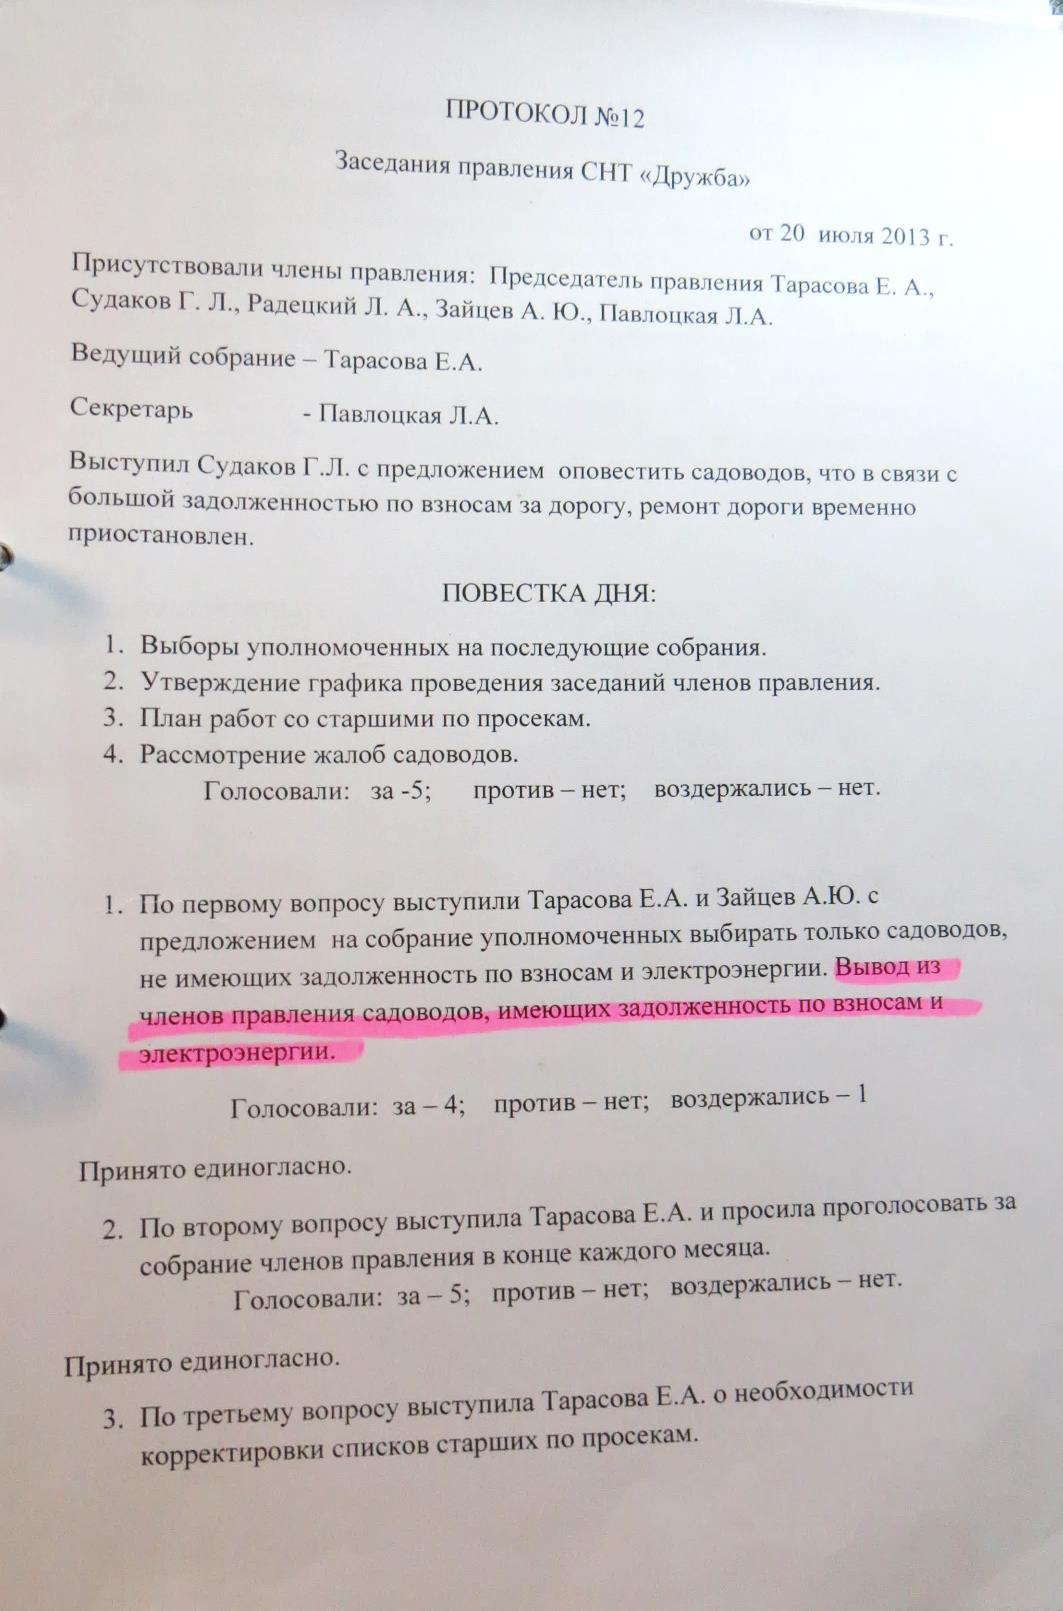 ПРОТОКОЛ №12
Заседания правления СНТ «Дружба»
от 20 июля 2013 г.
Присутствовали члены правления: Председатель правления Тарасова Е. А.,
Судаков Г. Л., Радецкий Л. А., Зайцев А. Ю., Павлоцкая Л.А.
Ведущий собрание – Тарасова Е.А.
Секретарь - Павлоцкая Л.А.
Выступил Судаков Г.Л. с предложением оповестить садоводов, что в связи с
большой задолженностью по взносам за дорогу, ремонт дороги временно
приостановлен.
ПОВЕСТКА ДНЯ:
1. Выборы уполномоченных на последующие собрания.
2. Утверждение графика проведения заседаний членов правления.
3. План работ со старшими по просекам.
4. Рассмотрение жалоб садоводов.
Голосовали: за -5; против – нет; воздержались – нет.
1. По первому вопросу выступили Тарасова Е.А. и Зайцев А.Ю. с
предложением на собрание уполномоченных выбирать только садоводов,
не имеющих задолженность по взносам и электроэнергии. Вывод из
членов правления садоводов, имеющих задолженность по взносам и
электроэнергии.
Голосовали: за – 4; против – нет; воздержались – 1
Принято единогласно.
2. По второму вопросу выступила Тарасова Е.А. и просила проголосовать за
собрание членов правления в конце каждого месяца.
Голосовали: за – 5; против – нет; воздержались – нет.
Принято единогласно.
3. По третьему вопросу выступила Тарасова Е.А. о необходимости
корректировки списков старших по просекам.